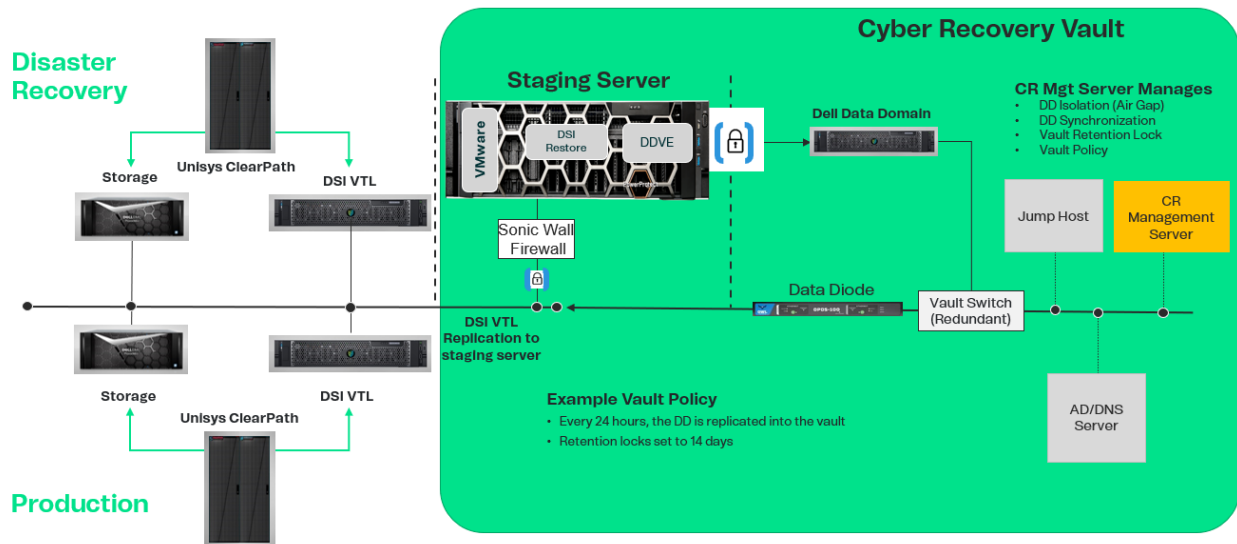 Cyber Recovery Vault
Disaster
Recovery
Staging Server
VMware
DSI
Restore
DDVE
Dell Data Domain
CR Mgt Server Manages
• DD Isolation (Air Gap)
• DD Synchronization
• Vault Retention Lock
• Vault Policy
Unisys ClearPath
Storage
DSI VTL
Sonic Wall
Firewall
Jump Host
CR
Management
Server
Data Diode
Vault Switch
(Redundant)
DSI VTL
Replication to
staging server
Storage
DSI VTL
Unisys ClearPath
Example Vault Policy
• Every 24 hours, the DD is replicated into the vault
• Retention locks set to 14 days
AD/DNS
Server
Production